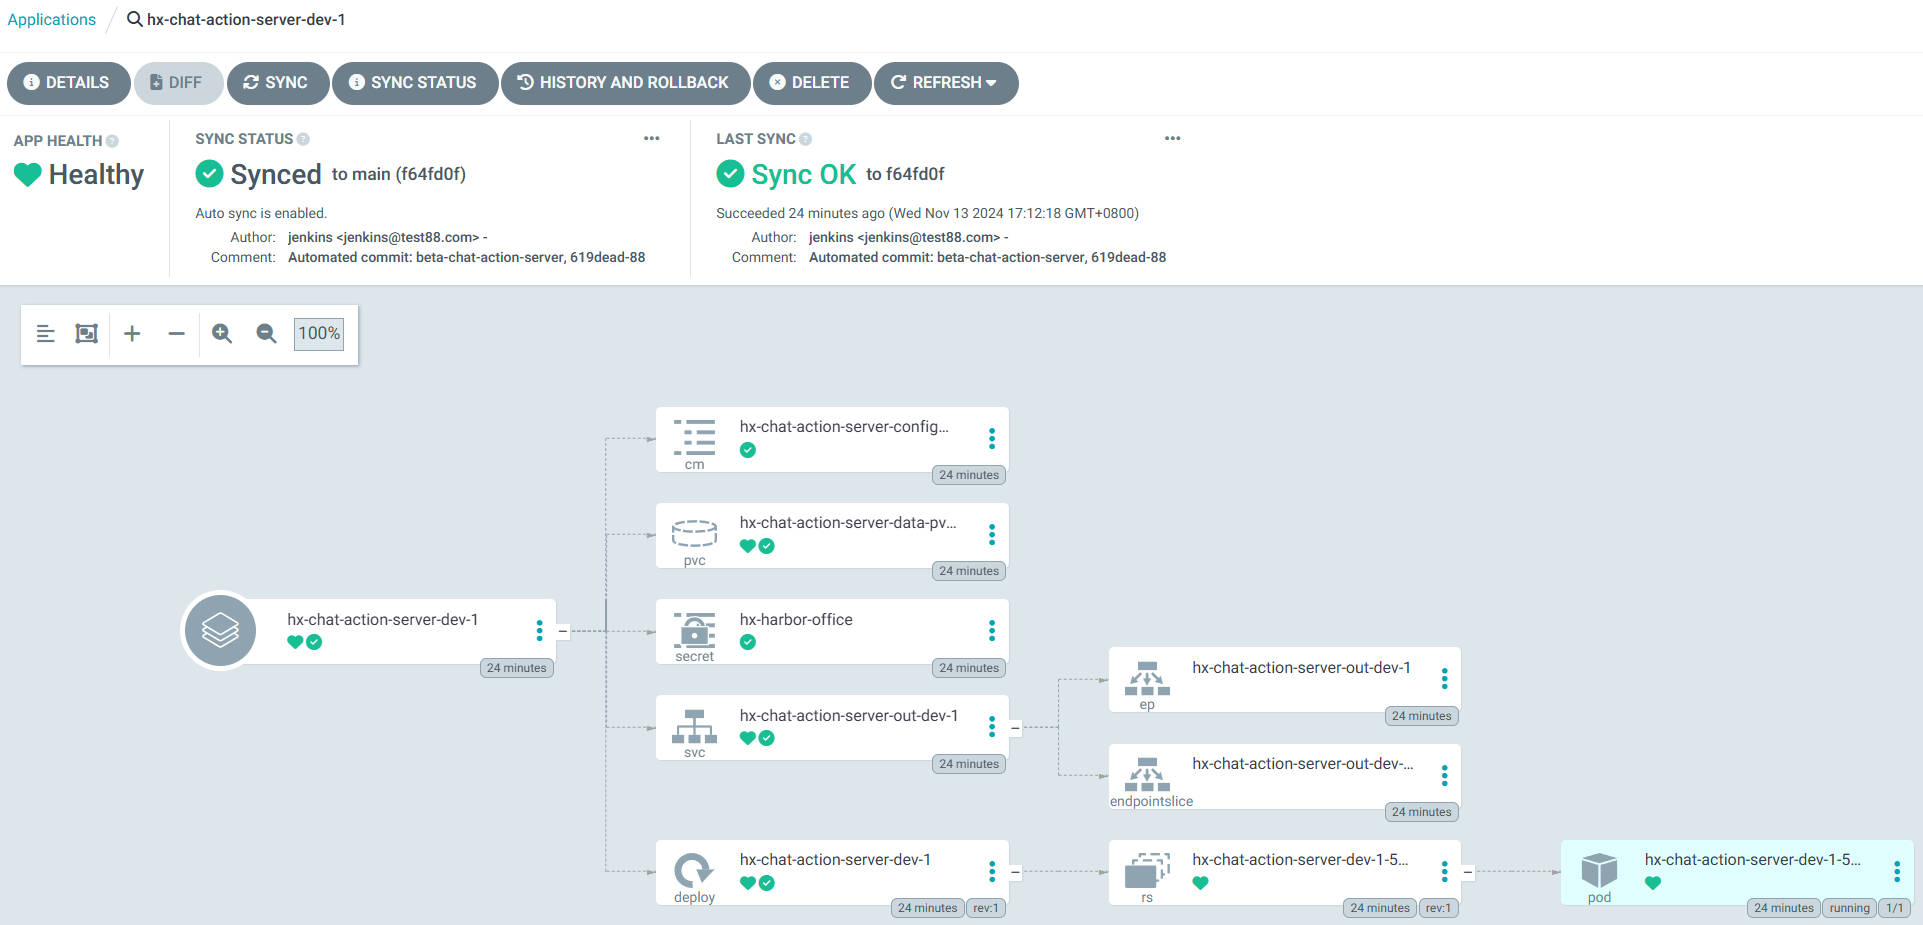 Applications / hx-chat-action-server-dev-1
DETAILS DIFF SYNC SYNC STATUS HISTORY AND ROLLBACK DELETE REFRESH
APP HEALTH ?
Healthy
SYNC STATUS ?
Synced to main (f64fd0f)
Auto sync is enabled.
Author: jenkins <jenkins@test88.com> -
Comment: Automated commit: beta-chat-action-server, 619dead-88
LAST SYNC ?
Sync OK to f64fd0f
Succeeded 24 minutes ago (Wed Nov 13 2024 17:12:18 GMT+0800)
Author: jenkins <jenkins@test88.com> -
Comment: Automated commit: beta-chat-action-server, 619dead-88
100%
hx-chat-action-server-dev-1
24 minutes
hx-chat-action-server-config...
cm
24 minutes
hx-chat-action-server-data-pv...
pvc
24 minutes
hx-harbor-office
secret
24 minutes
hx-chat-action-server-out-dev-1
svc
24 minutes
hx-chat-action-server-out-dev-1
ep
24 minutes
hx-chat-action-server-out-dev-...
endpointslice
24 minutes
hx-chat-action-server-dev-1
deploy
24 minutes rev:1
hx-chat-action-server-dev-1-5...
rs
24 minutes rev:1
hx-chat-action-server-dev-1-5...
pod
24 minutes running 1/1